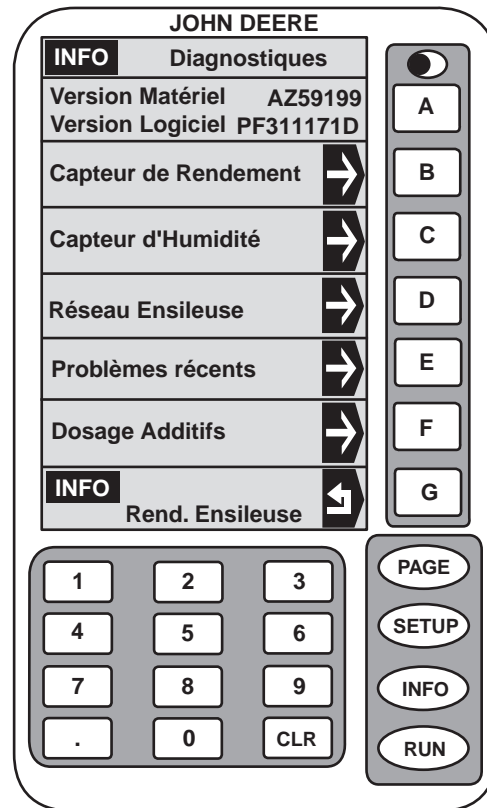 JOHN DEERE
INFO Diagnostiques
Version Matériel AZ59199
Version Logiciel PF311171D
Capteur de Rendement
Capteur d'Humidité
Réseau Ensileuse
Problèmes récents
Dosage Additifs
INFO
Rend. Ensileuse
A
B
C
D
E
F
G
1 2 3
4 5 6
7 8 9
. 0 CLR
PAGE
SETUP
INFO
RUN